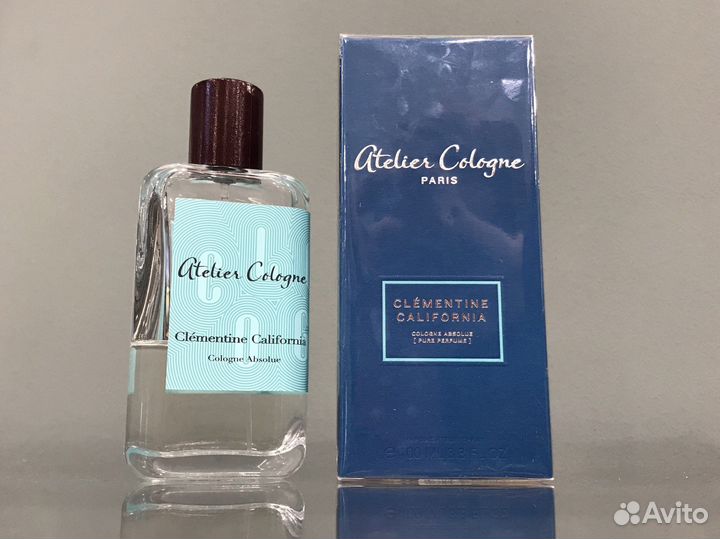 Atelier Cologne
Clémentine California
Cologne Absolue
Atelier Cologne
PARIS
CLÉMENTINE
CALIFORNIA
COLOGNE ABSOLUE
[ PURE PERFUME ]
Avito